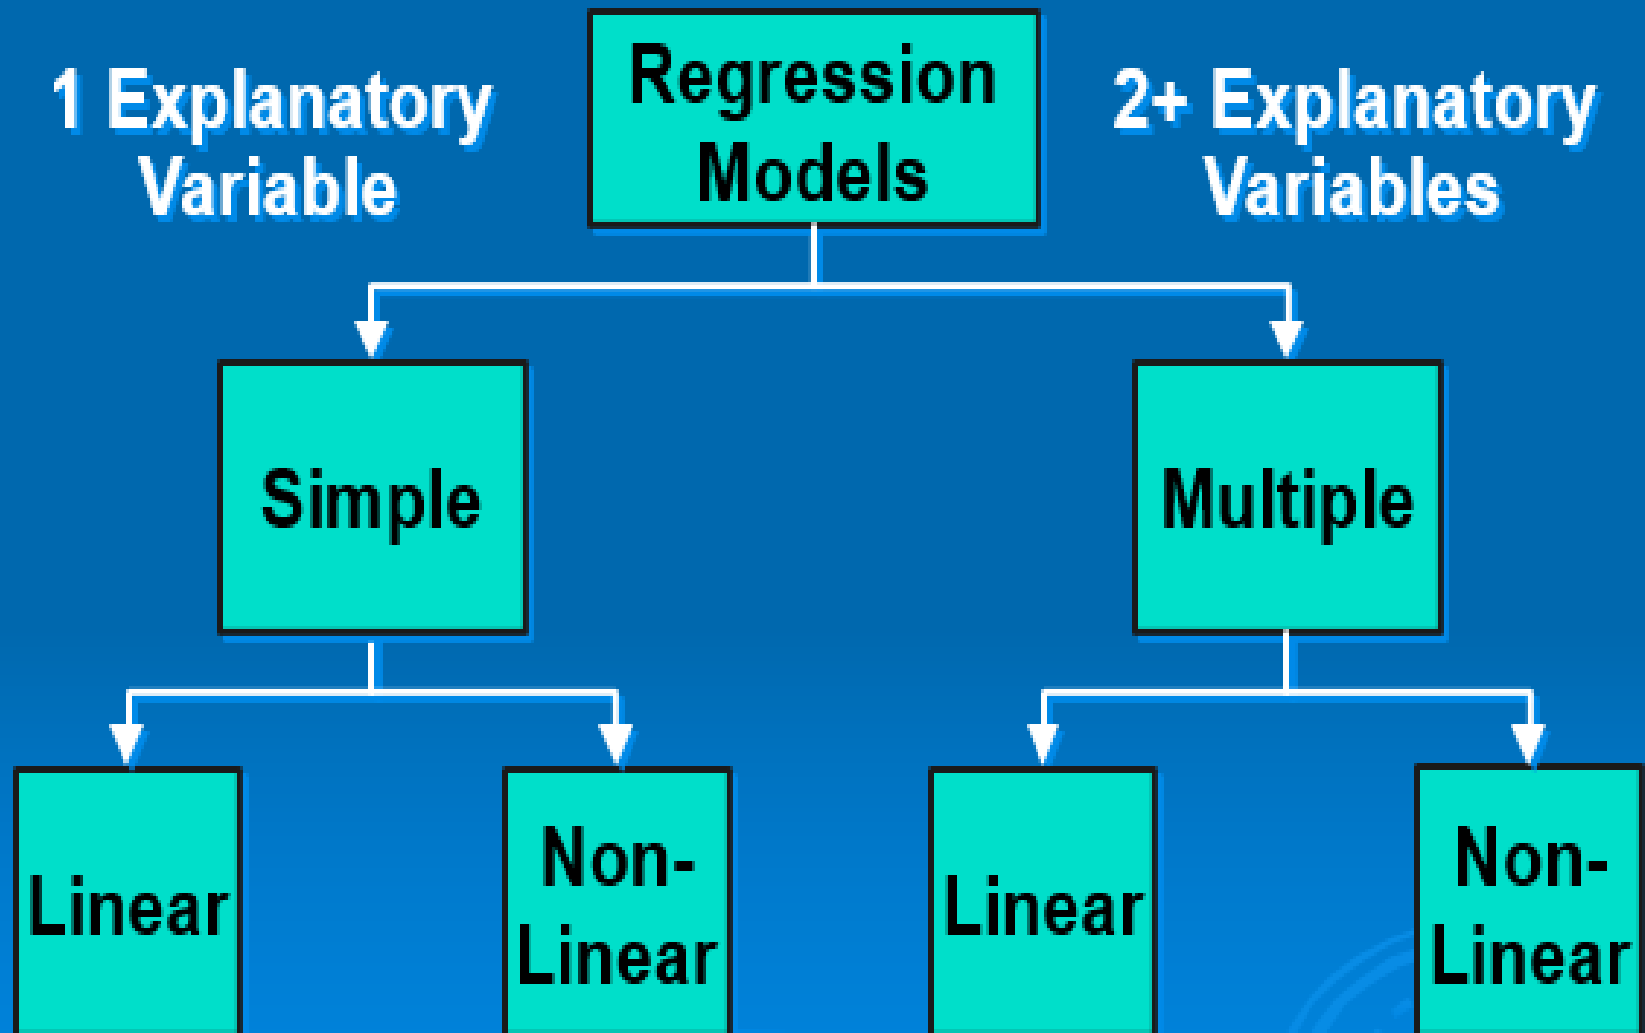 1 Explanatory
Variable
Regression
Models
2+ Explanatory
Variables
Simple
Multiple
Linear
Non-
Linear
Linear
Non-
Linear